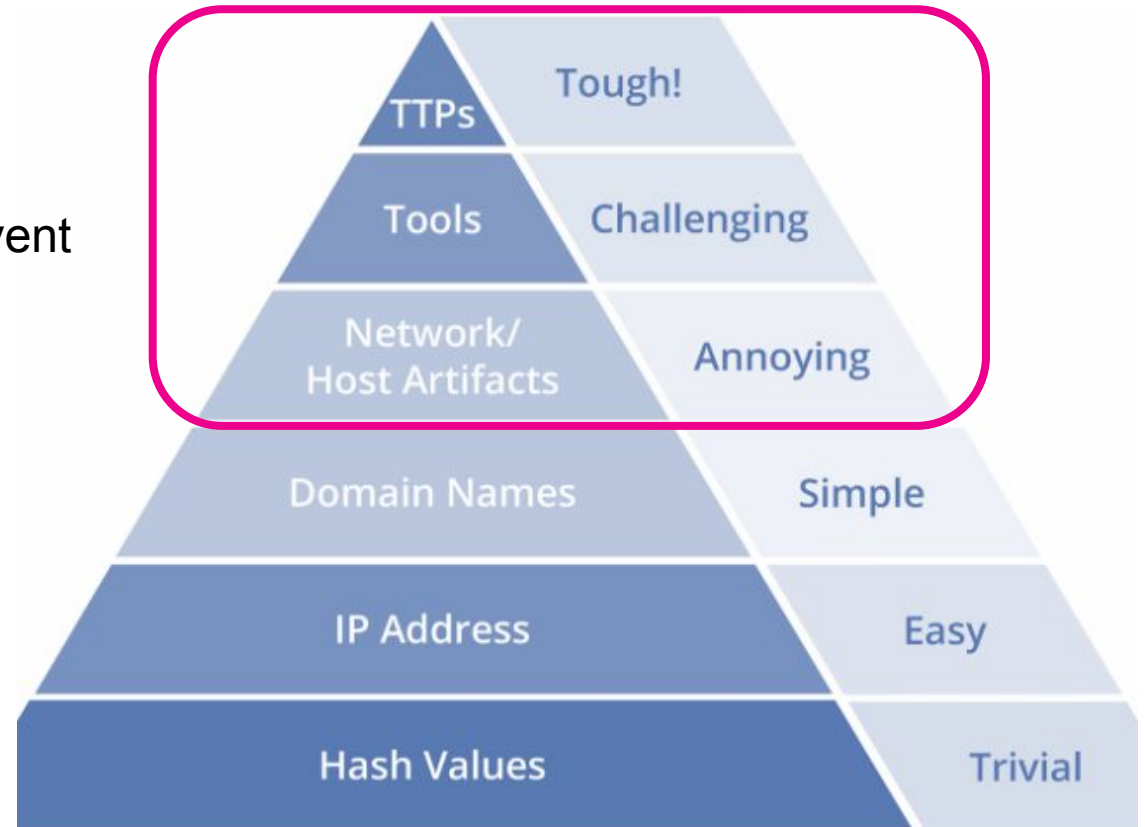 TTPs
Tough!
Tools
Challenging
vent
Network/
Host Artifacts
Annoying
Domain Names
Simple
IP Address
Easy
Hash Values
Trivial